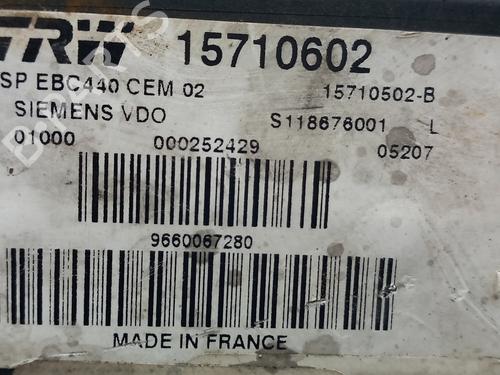 TRW 15710602
SP EBC440 CEM 02 15710502-B
SIEMENS VDO S118676001 L
01000 000252429 05207
9660067280
MADE IN FRANCE